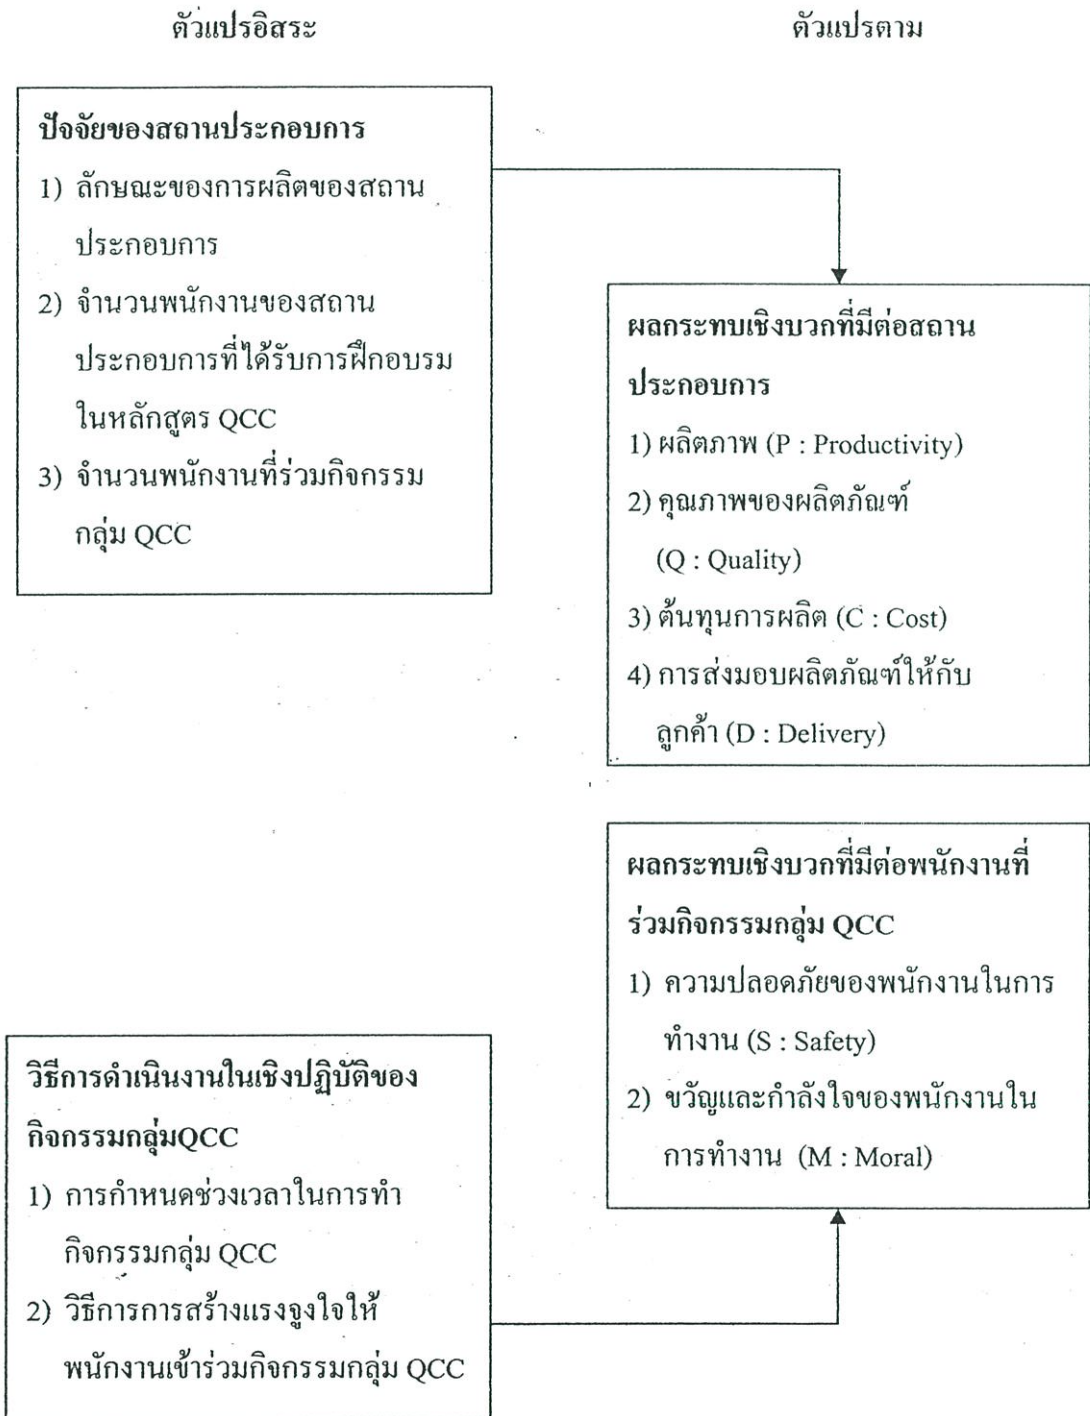 ตัวแปรอิสระ
ตัวแปรตาม
ปัจจัยของสถานประกอบการ
1) ลักษณะของการผลิตของสถาน
ประกอบการ
2) จำนวนพนักงานของสถาน
ประกอบการที่ได้รับการฝึกอบรม
ในหลักสูตร QCC
3) จำนวนพนักงานที่ร่วมกิจกรรม
กลุ่ม QCC
ผลกระทบเชิงบวกที่มีต่อสถาน
ประกอบการ
1) ผลิตภาพ (P : Productivity)
2) คุณภาพของผลิตภัณฑ์
(Q : Quality)
3) ต้นทุนการผลิต (C : Cost)
4) การส่งมอบผลิตภัณฑ์ให้กับ
ลูกค้า (D : Delivery)
ผลกระทบเชิงบวกที่มีต่อพนักงานที่
ร่วมกิจกรรมกลุ่ม QCC
1) ความปลอดภัยของพนักงานในการ
ทำงาน (S : Safety)
2) ขวัญและกำลังใจของพนักงานใน
การทำงาน (M : Moral)
วิธีการดำเนินงานในเชิงปฏิบัติของ
กิจกรรมกลุ่มQCC
1) การกำหนดช่วงเวลาในการทำ
กิจกรรมกลุ่ม QCC
2) วิธีการการสร้างแรงจูงใจให้
พนักงานเข้าร่วมกิจกรรมกลุ่ม QCC